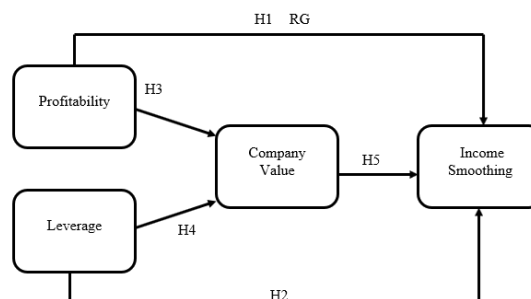 H1 RG
Profitability
H3
Company
Value
H5
Income
Smoothing
Leverage
H4
H2